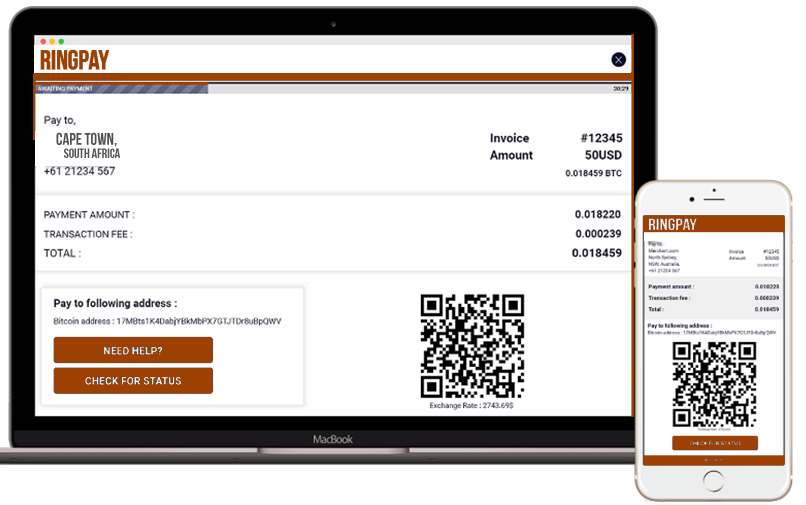 RINGPAY
AWAITING PAYMENT 30:29
Pay to,
CAPE TOWN,
SOUTH AFRICA
+61 21234 567
Invoice #12345
Amount 50USD
0.018459 BTC
PAYMENT AMOUNT : 0.018220
TRANSACTION FEE : 0.000239
TOTAL : 0.018459
Pay to following address :
Bitcoin address : 17MBts1K4DabjYBkMbPX7GTJTDr8uBpQWV
NEED HELP?
CHECK FOR STATUS
Exchange Rate : 2743.69$
MacBook
RINGPAY
Pay to,
Merchant.com
North Sydney,
NSW, Australia,
+61 21234 567
Invoice #12345
Amount 50USD
0.018459 BTC
Payment amount : 0.018220
Transaction fee : 0.000239
Total : 0.018459
Pay to following address :
Bitcoin address : 17MBts1K4DabjYBkMbPX7GTJTDr8uBpQWV
CHECK FOR STATUS